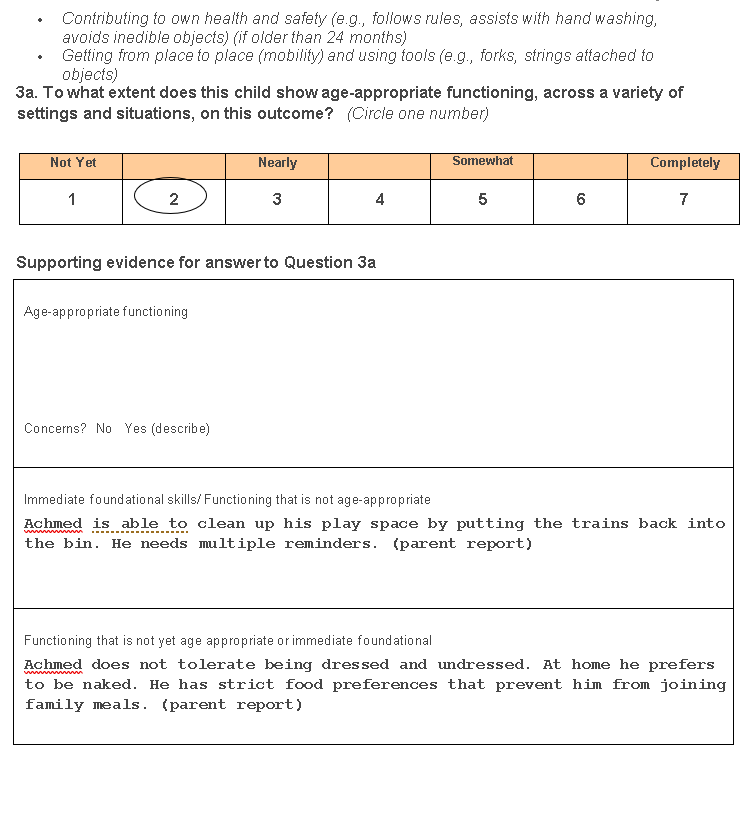 • Contributing to own health and safety (e.g., follows rules, assists with hand washing,
avoids inedible objects) (if older than 24 months)
• Getting from place to place (mobility) and using tools (e.g., forks, strings attached to
objects)
3a. To what extent does this child show age-appropriate functioning, across a variety of
settings and situations, on this outcome? (Circle one number)
Not Yet Nearly Somewhat Completely
1 2 3 4 5 6 7
Supporting evidence for answer to Question 3a
Age-appropriate functioning
Concerns? No Yes (describe)
Immediate foundational skills/ Functioning that is not age-appropriate
Achmed is able to clean up his play space by putting the trains back into
the bin. He needs multiple reminders. (parent report)
Functioning that is not yet age appropriate or immediate foundational
Achmed does not tolerate being dressed and undressed. At home he prefers
to be naked. He has strict food preferences that prevent him from joining
family meals. (parent report)